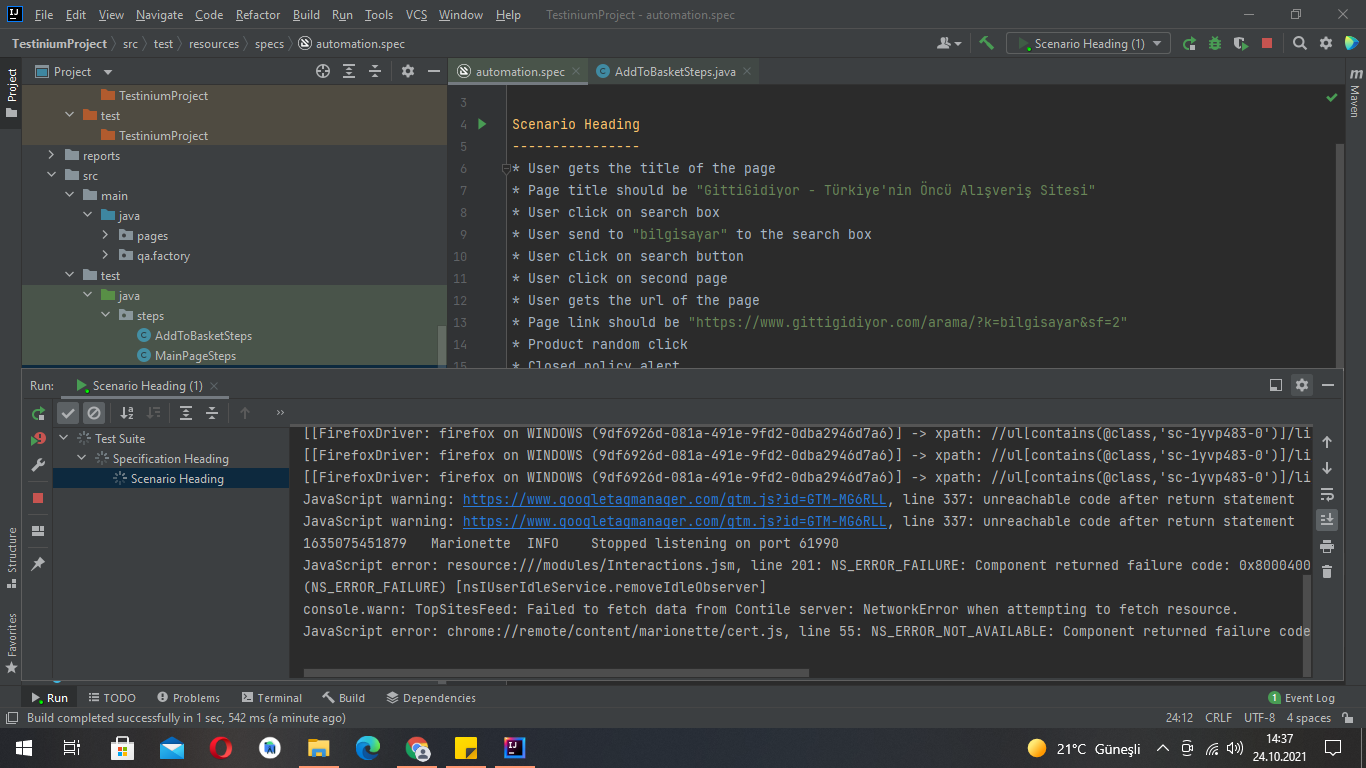 File Edit View Navigate Code Refactor Build Run Tools VCS Window Help TestiniumProject - automation.spec
TestiniumProject src test resources specs automation.spec Scenario Heading (1)
Project
automation.spec AddToBasketSteps.java
TestiniumProject
test
TestiniumProject
reports
src
main
java
pages
qa.factory
test
java
steps
AddToBasketSteps
MainPageSteps
3
4 Scenario Heading
5 ----------------
6 * User gets the title of the page
7 * Page title should be "GittiGidiyor - Türkiye'nin Öncü Alışveriş Sitesi"
8 * User click on search box
9 * User send to "bilgisayar" to the search box
10 * User click on search button
11 * User click on second page
12 * User gets the url of the page
13 * Page link should be "https://www.gittigidiyor.com/arama/?k=bilgisayar&sf=2"
14 * Product random click
15 * Closed policy alert
Project
Structure
Favorites
Maven
Run: Scenario Heading (1)
Test Suite
Specification Heading
Scenario Heading
[[FirefoxDriver: firefox on WINDOWS (9df6926d-081a-491e-9fd2-0dba2946d7a6)] -> xpath: //ul[contains(@class,'sc-1yvp483-0')]/li
[[FirefoxDriver: firefox on WINDOWS (9df6926d-081a-491e-9fd2-0dba2946d7a6)] -> xpath: //ul[contains(@class,'sc-1yvp483-0')]/li
[[FirefoxDriver: firefox on WINDOWS (9df6926d-081a-491e-9fd2-0dba2946d7a6)] -> xpath: //ul[contains(@class,'sc-1yvp483-0')]/li
JavaScript warning: https://www.googletagmanager.com/gtm.js?id=GTM-MG6RLL, line 337: unreachable code after return statement
JavaScript warning: https://www.googletagmanager.com/gtm.js?id=GTM-MG6RLL, line 337: unreachable code after return statement
1635075451879 Marionette INFO Stopped listening on port 61990
JavaScript error: resource:///modules/Interactions.jsm, line 201: NS_ERROR_FAILURE: Component returned failure code: 0x8000400
(NS_ERROR_FAILURE) [nsIUserIdleService.removeIdleObserver]
console.warn: TopSitesFeed: Failed to fetch data from Contile server: NetworkError when attempting to fetch resource.
JavaScript error: chrome://remote/content/marionette/cert.js, line 55: NS_ERROR_NOT_AVAILABLE: Component returned failure code
Run TODO Problems Terminal Build Dependencies 1 Event Log
Build completed successfully in 1 sec, 542 ms (a minute ago) 24:12 CRLF UTF-8 4 spaces
21°C Güneşli 14:37
24.10.2021